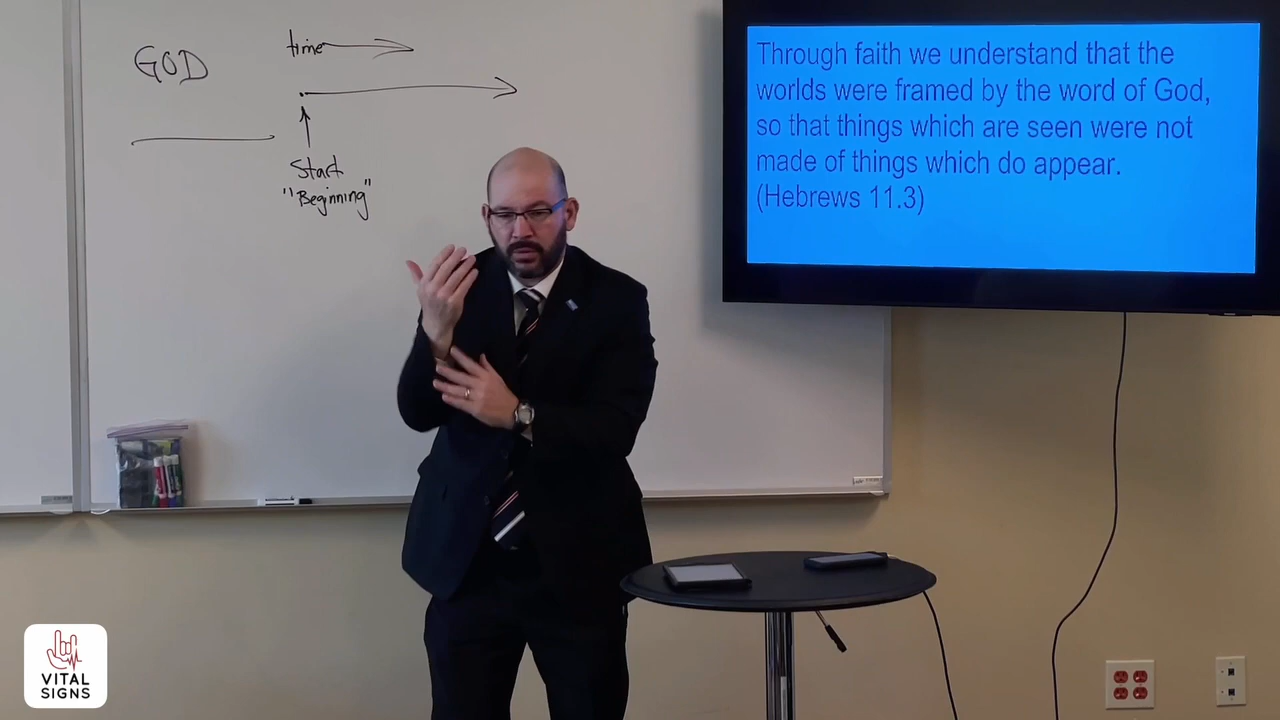 GOD
time
Start
"Beginning"
Through faith we understand that the
worlds were framed by the word of God,
so that things which are seen were not
made of things which do appear.
(Hebrews 11.3)
VITAL
SIGNS